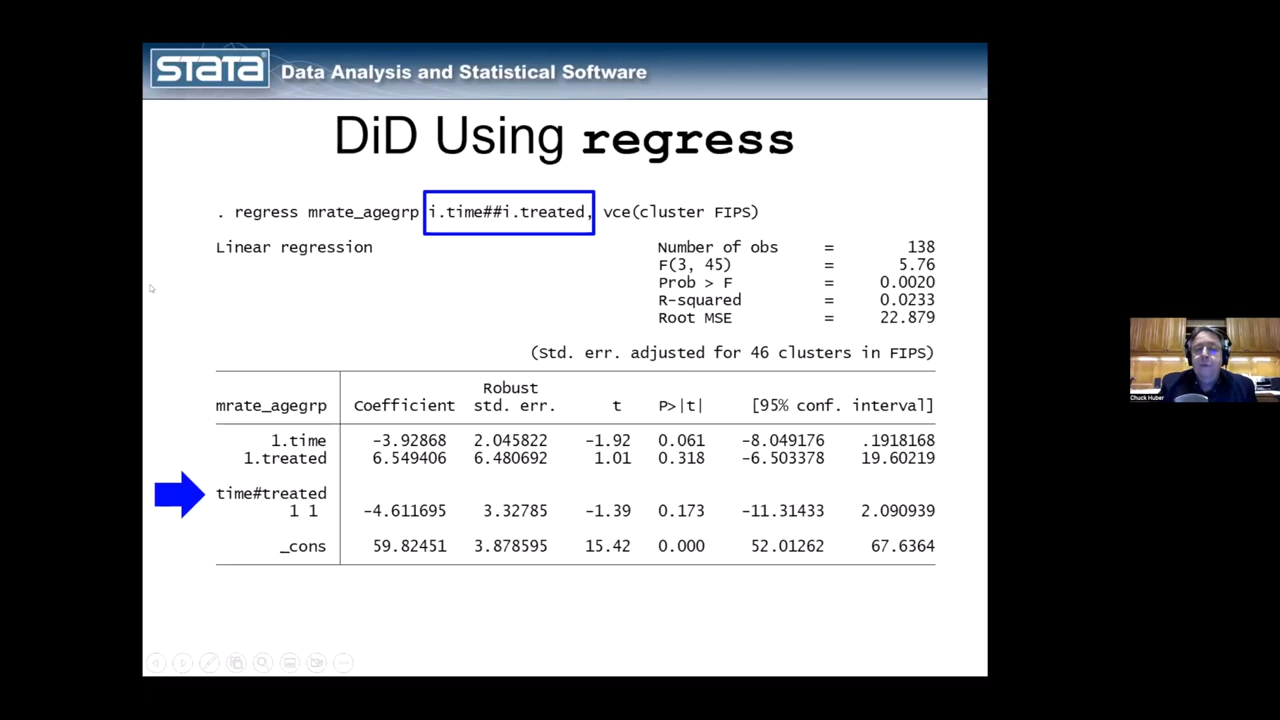 stata Data Analysis and Statistical Software
DiD Using regress
. regress mrate_agegrp i.time##i.treated, vce(cluster FIPS)
Linear regression Number of obs = 138
F(3, 45) = 5.76
Prob > F = 0.0020
R-squared = 0.0233
Root MSE = 22.879
(Std. err. adjusted for 46 clusters in FIPS)
Robust
mrate_agegrp Coefficient std. err. t P>|t| [95% conf. interval]
1.time -3.92868 2.045822 -1.92 0.061 -8.049176 .1918168
1.treated 6.549406 6.480692 1.01 0.318 -6.503378 19.60219
time#treated
1 1 -4.611695 3.32785 -1.39 0.173 -11.31433 2.090939
_cons 59.82451 3.878595 15.42 0.000 52.01262 67.6364
Chuck Huber